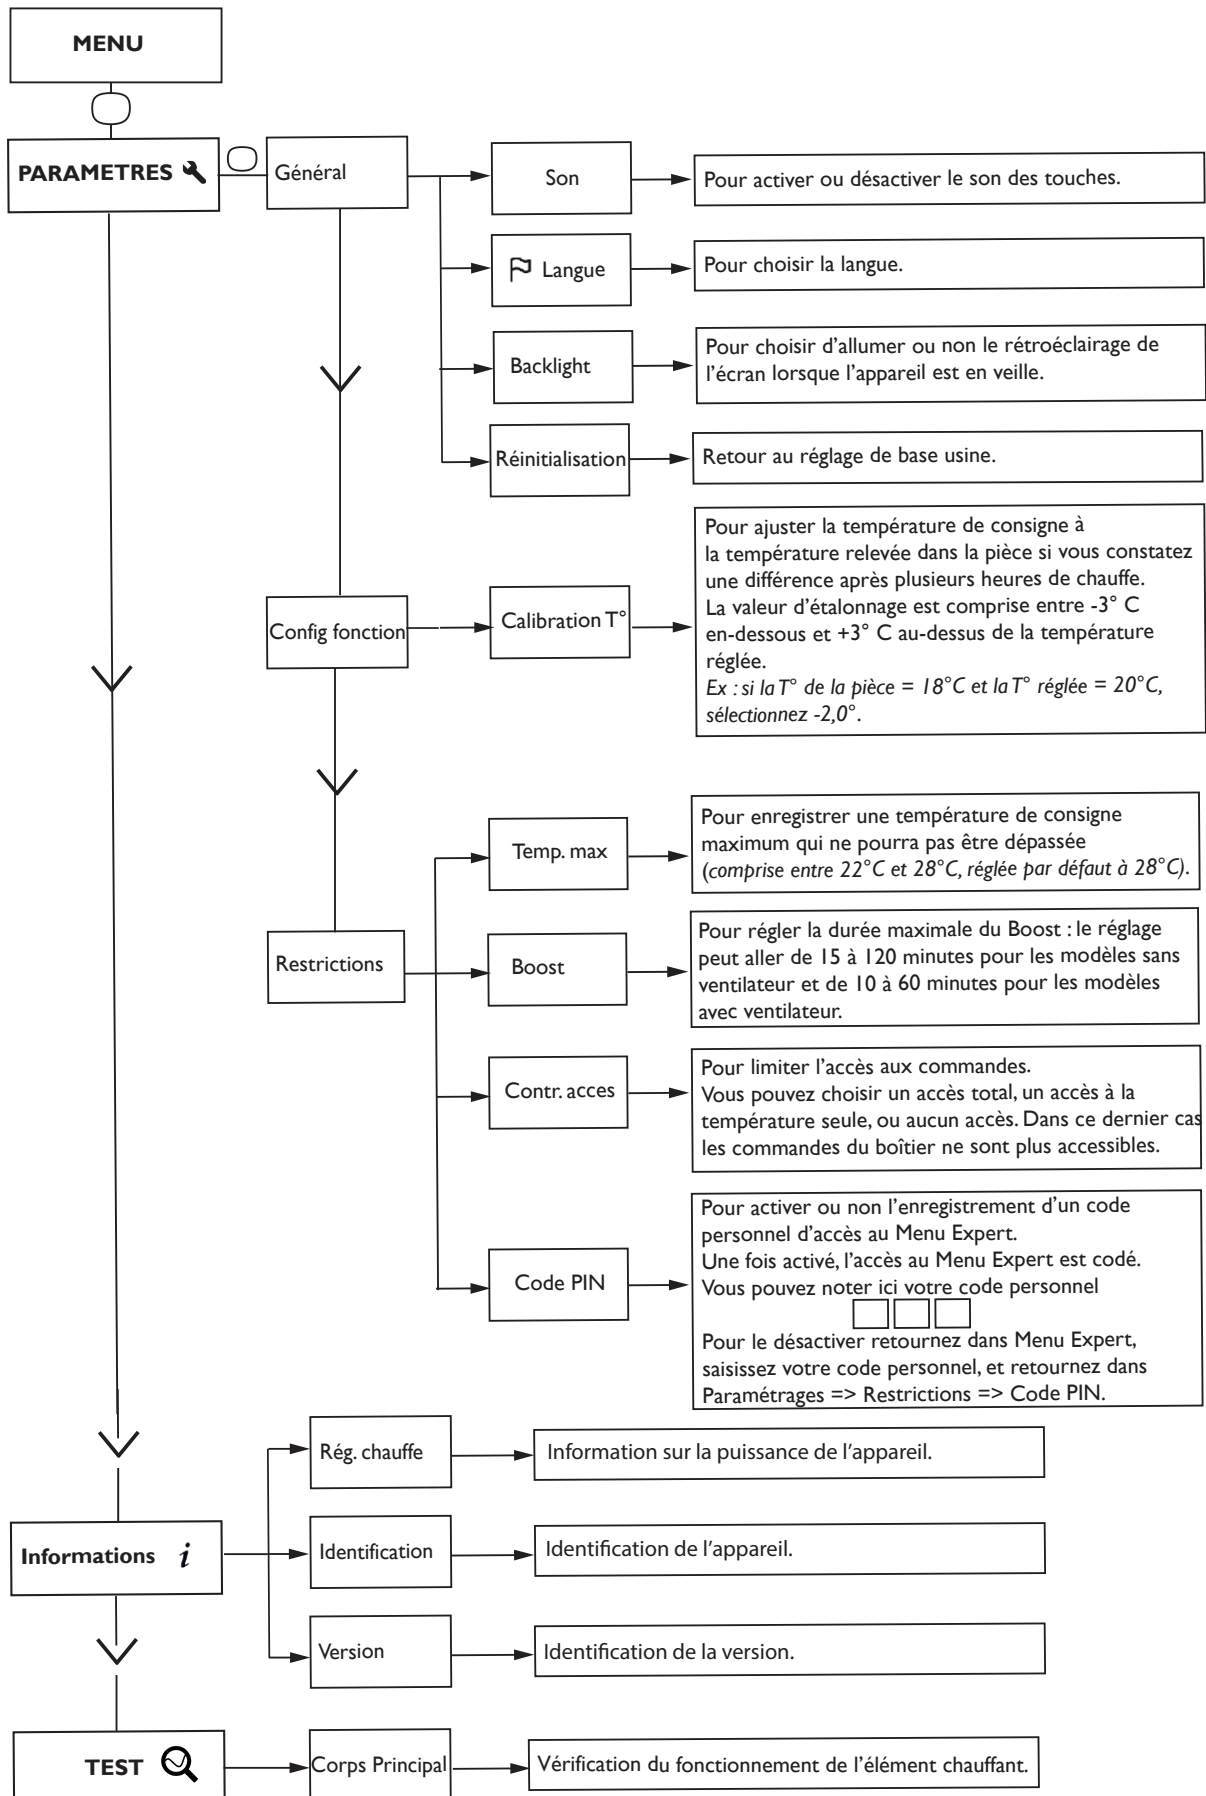 MENU
PARAMETRES
Général
Son
Pour activer ou désactiver le son des touches.
Langue
Pour choisir la langue.
Backlight
Pour choisir d'allumer ou non le rétroéclairage de
l'écran lorsque l'appareil est en veille.
Réinitialisation
Retour au réglage de base usine.
Config fonction
Calibration T°
Pour ajuster la température de consigne à
la température relevée dans la pièce si vous constatez
une différence après plusieurs heures de chauffe.
La valeur d'étalonnage est comprise entre -3° C
en-dessous et +3° C au-dessus de la température
réglée.
Ex : si la T° de la pièce = 18°C et la T° réglée = 20°C,
sélectionnez -2,0°.
Restrictions
Temp. max
Pour enregistrer une température de consigne
maximum qui ne pourra pas être dépassée
(comprise entre 22°C et 28°C, réglée par défaut à 28°C).
Boost
Pour régler la durée maximale du Boost : le réglage
peut aller de 15 à 120 minutes pour les modèles sans
ventilateur et de 10 à 60 minutes pour les modèles
avec ventilateur.
Contr. acces
Pour limiter l'accès aux commandes.
Vous pouvez choisir un accès total, un accès à la
température seule, ou aucun accès. Dans ce dernier cas
les commandes du boîtier ne sont plus accessibles.
Code PIN
Pour activer ou non l'enregistrement d'un code
personnel d'accès au Menu Expert.
Une fois activé, l'accès au Menu Expert est codé.
Vous pouvez noter ici votre code personnel
Pour le désactiver retournez dans Menu Expert,
saisissez votre code personnel, et retournez dans
Paramétrages => Restrictions => Code PIN.
Informations i
Rég. chauffe
Information sur la puissance de l'appareil.
Identification
Identification de l'appareil.
Version
Identification de la version.
TEST
Corps Principal
Vérification du fonctionnement de l'élément chauffant.